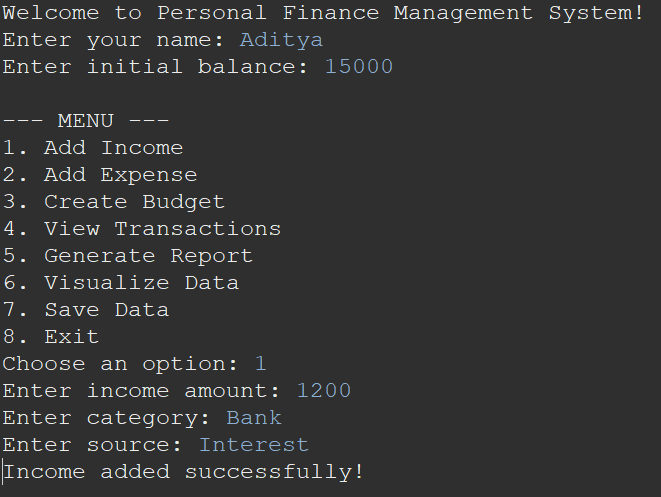 Welcome to Personal Finance Management System!
Enter your name: Aditya
Enter initial balance: 15000
--- MENU ---
1. Add Income
2. Add Expense
3. Create Budget
4. View Transactions
5. Generate Report
6. Visualize Data
7. Save Data
8. Exit
Choose an option: 1
Enter income amount: 1200
Enter category: Bank
Enter source: Interest
Income added successfully!